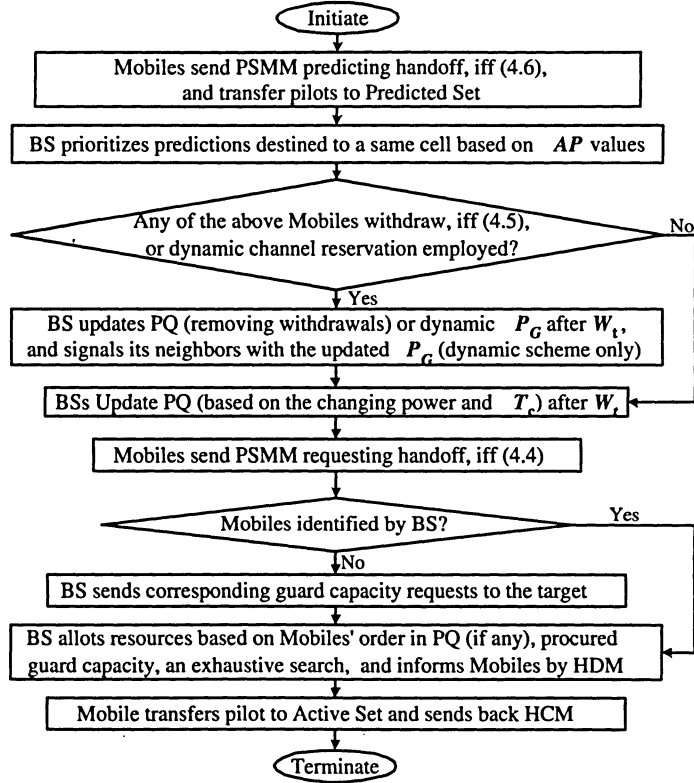 Initiate
Mobiles send PSMM predicting handoff, iff (4.6),
and transfer pilots to Predicted Set
BS prioritizes predictions destined to a same cell based on AP values
Any of the above Mobiles withdraw, iff (4.5),
or dynamic channel reservation employed?
No
Yes
BS updates PQ (removing withdrawals) or dynamic P_G after W_t,
and signals its neighbors with the updated P_G (dynamic scheme only)
BSs Update PQ (based on the changing power and T_c) after W_t
Mobiles send PSMM requesting handoff, iff (4.4)
Mobiles identified by BS?
Yes
No
BS sends corresponding guard capacity requests to the target
BS allots resources based on Mobiles' order in PQ (if any), procured
guard capacity, an exhaustive search, and informs Mobiles by HDM
Mobile transfers pilot to Active Set and sends back HCM
Terminate